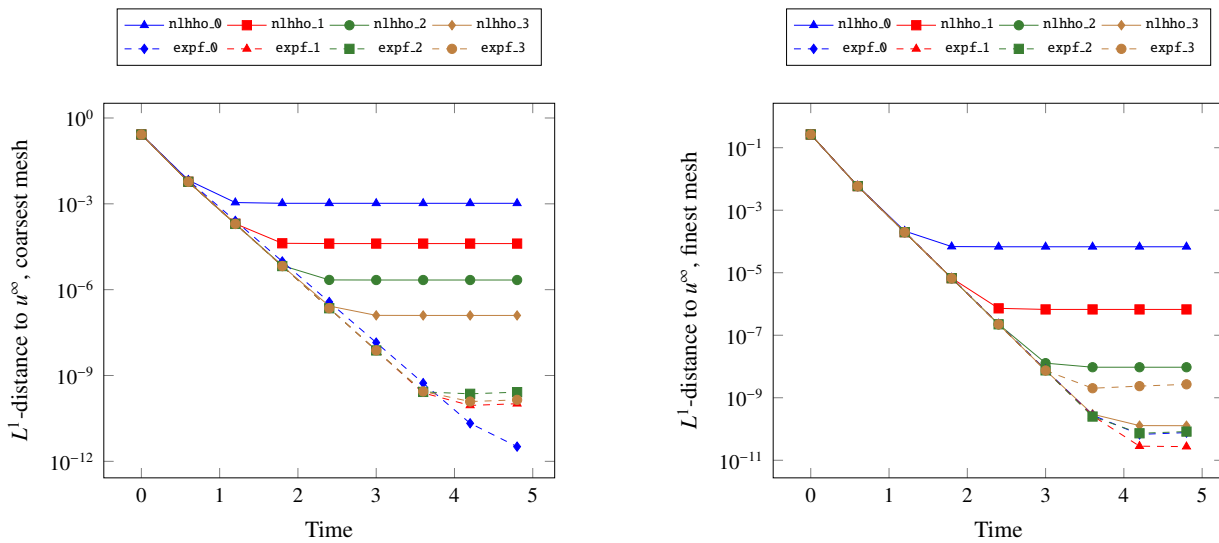 nlhho_0 nlhho_1 nlhho_2 nlhho_3
expf_0 expf_1 expf_2 expf_3
10^0
10^−3
10^−6
10^−9
10^−12
L^1-distance to u^∞, coarsest mesh
0 1 2 3 4 5
Time
nlhho_0 nlhho_1 nlhho_2 nlhho_3
expf_0 expf_1 expf_2 expf_3
10^−1
10^−3
10^−5
10^−7
10^−9
10^−11
L^1-distance to u^∞, finest mesh
0 1 2 3 4 5
Time